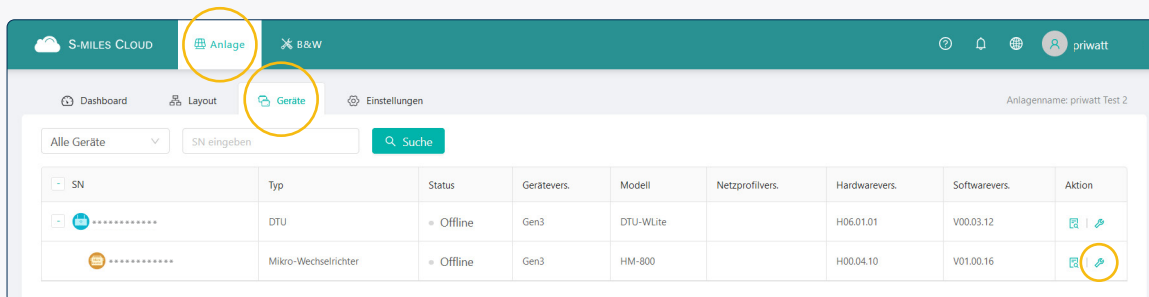 S-MILES CLOUD Anlage B&W priwatt
Dashboard Layout Geräte Einstellungen Anlagenname: priwatt Test 2
Alle Geräte SN eingeben Suche
SN Typ Status Gerätevers. Modell Netzprofilvers. Hardwarevers. Softwarevers. Aktion
************ DTU Offline Gen3 DTU-WLite H06.01.01 V00.03.12
************ Mikro-Wechselrichter Offline Gen3 HM-800 H00.04.10 V01.00.16